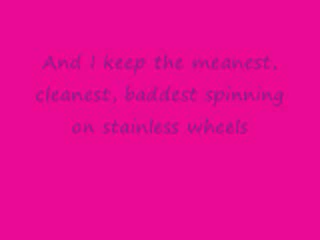 And I keep the meanest,
cleanest, baddest spinning
on stainless wheels